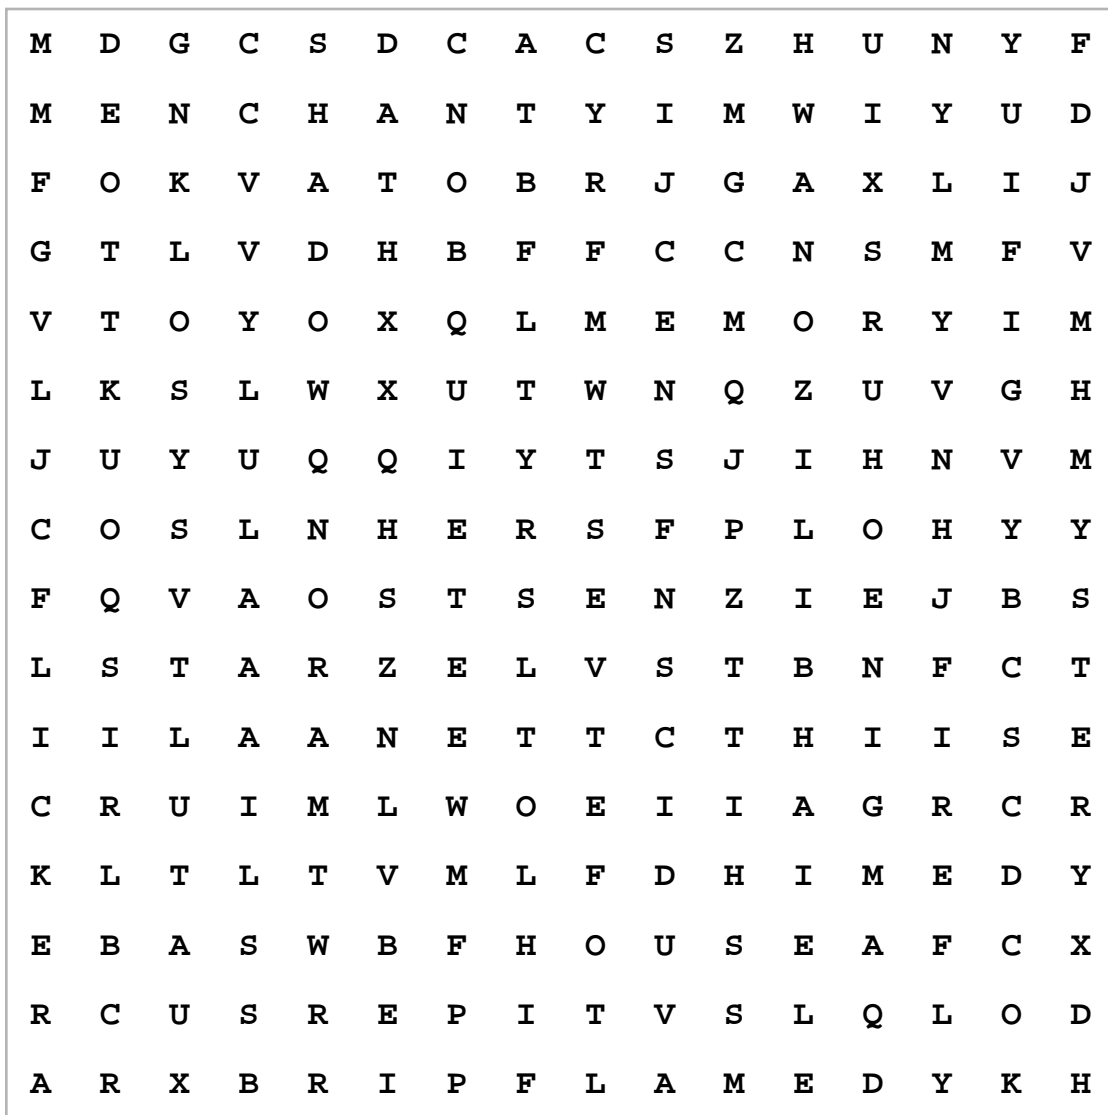 M D G C S D C A C S Z H U N Y F
M E N C H A N T Y I M W I Y U D
F O K V A T O B R J G A X L I J
G T L V D H B F F C C N S M F V
V T O Y O X Q L M E M O R Y I M
L K S L W X U T W N Q Z U V G H
J U Y U Q Q I Y T S J I H N V M
C O S L N H E R S F P L O H Y Y
F Q V A O S T S E N Z I E J B S
L S T A R Z E L V S T B N F C T
I I L A A N E T T C T H I I S E
C R U I M L W O E I I A G R C R
K L T L T V M L F D H I M E D Y
E B A S W B F H O U S E A F C X
R C U S R E P I T V S L Q L O D
A R X B R I P F L A M E D Y K H